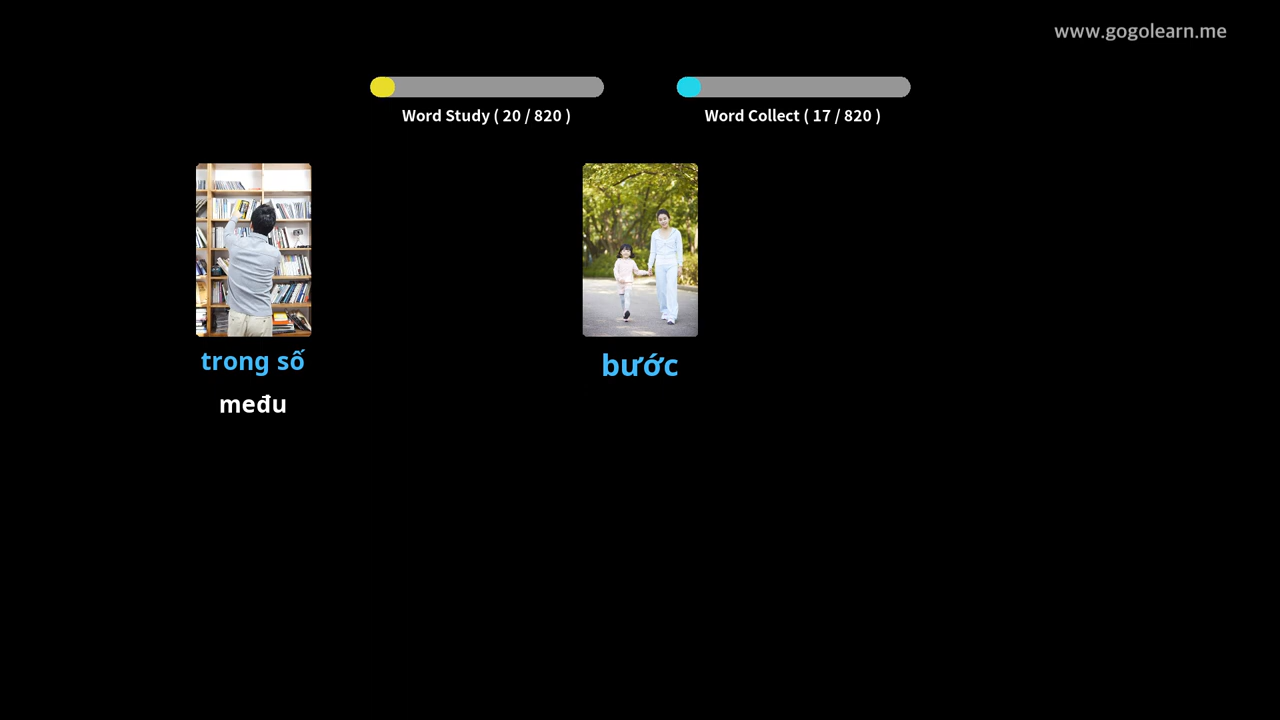 www.gogolearn.me
Word Study ( 20 / 820 )
Word Collect ( 17 / 820 )
trong số
među
bước